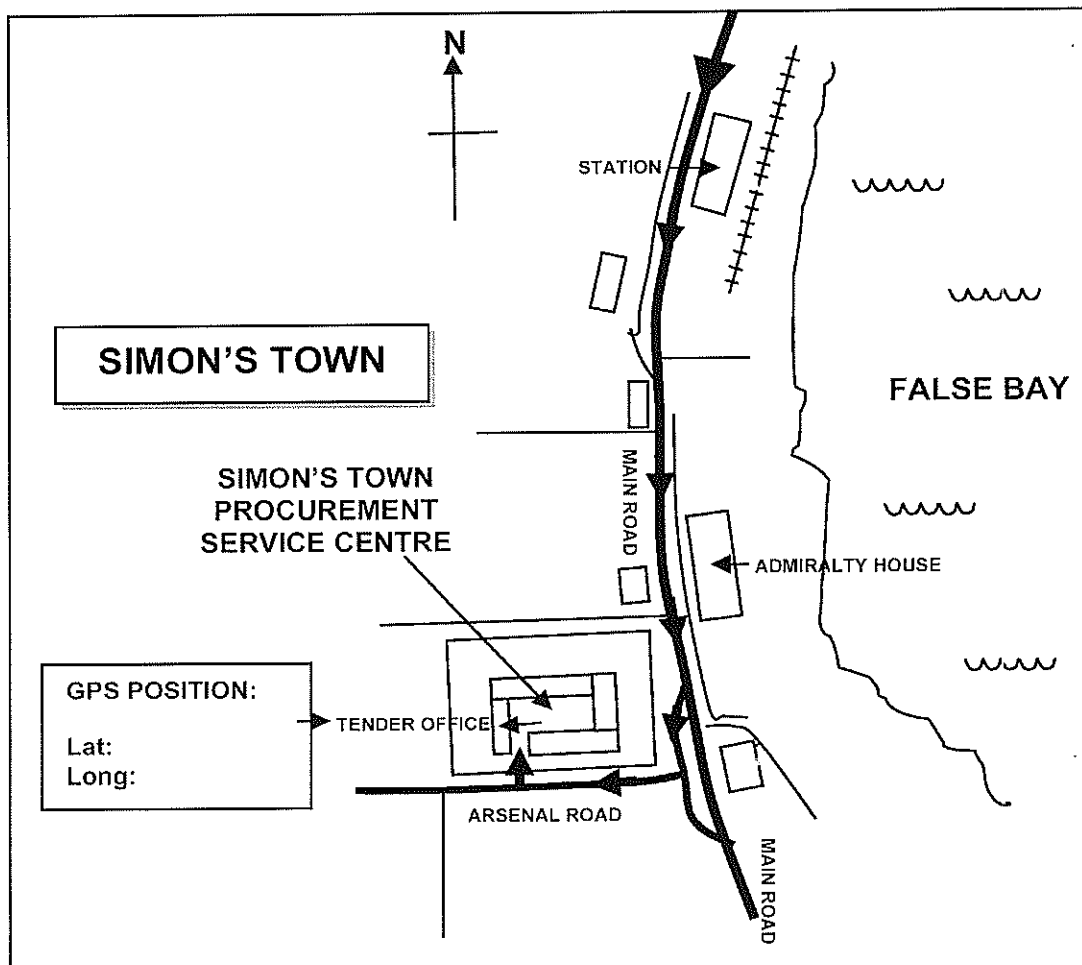 N
STATION
SIMON'S TOWN
FALSE BAY
SIMON'S TOWN
PROCUREMENT
SERVICE CENTRE
MAIN ROAD
ADMIRALTY HOUSE
GPS POSITION:
Lat:
Long:
TENDER OFFICE
ARSENAL ROAD
MAIN ROAD